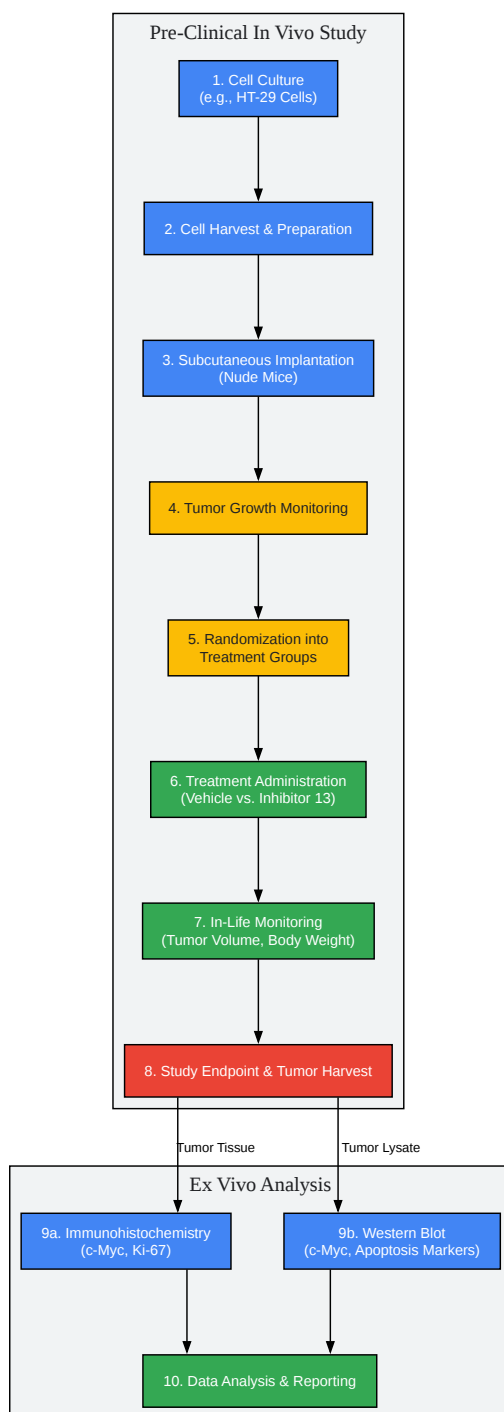 Pre-Clinical In Vivo Study
1. Cell Culture
(e.g., HT-29 Cells)
2. Cell Harvest & Preparation
3. Subcutaneous Implantation
(Nude Mice)
4. Tumor Growth Monitoring
5. Randomization into
Treatment Groups
6. Treatment Administration
(Vehicle vs. Inhibitor 13)
7. In-Life Monitoring
(Tumor Volume, Body Weight)
8. Study Endpoint & Tumor Harvest
Tumor Tissue
Tumor Lysate
Ex Vivo Analysis
9a. Immunohistochemistry
(c-Myc, Ki-67)
9b. Western Blot
(c-Myc, Apoptosis Markers)
10. Data Analysis & Reporting